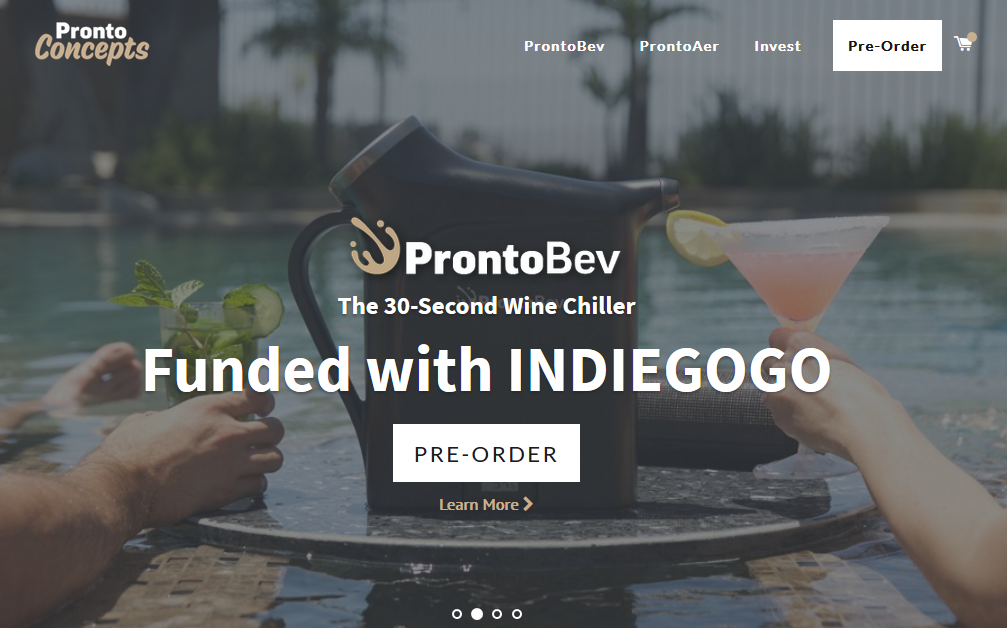 Pronto
Concepts
ProntoBev
ProntoAer
Invest
Pre-Order
ProntoBev
The 30-Second Wine Chiller
Funded with INDIEGOGO
PRE-ORDER
Learn More